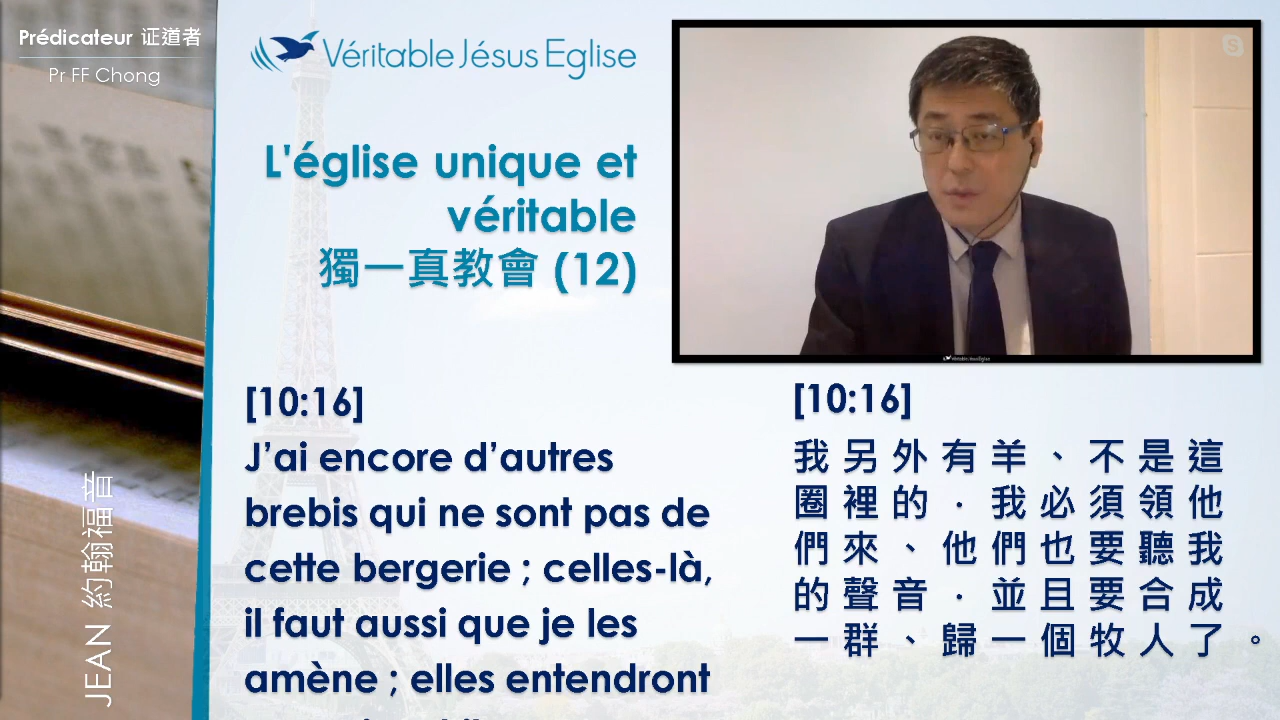 Prédicateur 证道者
Pr FF Chong
Véritable Jésus Eglise
L'église unique et
véritable
獨一真教會 (12)
[10:16]
J’ai encore d’autres
brebis qui ne sont pas de
cette bergerie ; celles-là,
il faut aussi que je les
amène ; elles entendront
[10:16]
我另外有羊、不是這
圈裡的．我必須領他
們來、他們也要聽我
的聲音．並且要合成
一群、歸一個牧人了。
JEAN 約翰福音
Véritable Jésus Eglise